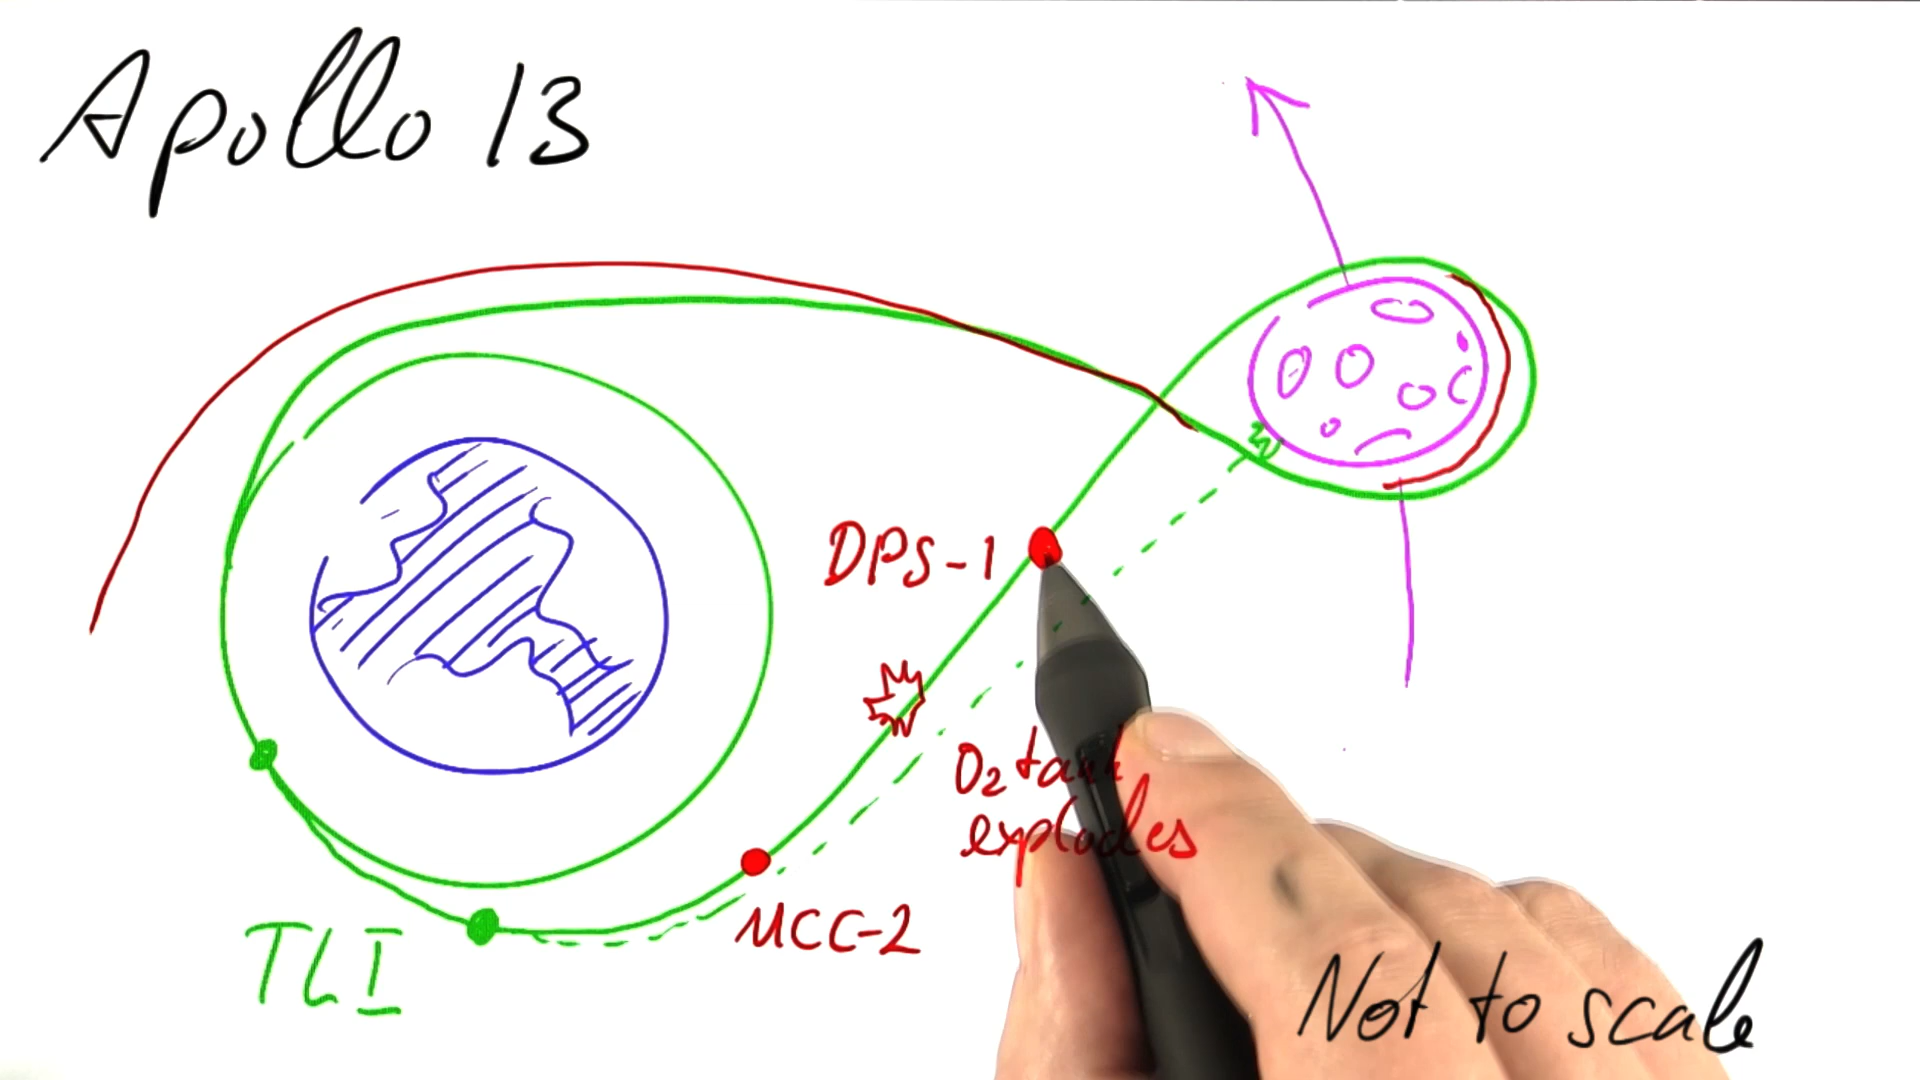 Apollo 13
DPS-1
O₂ tank
explodes
MCC-2
TLI
Not to scale